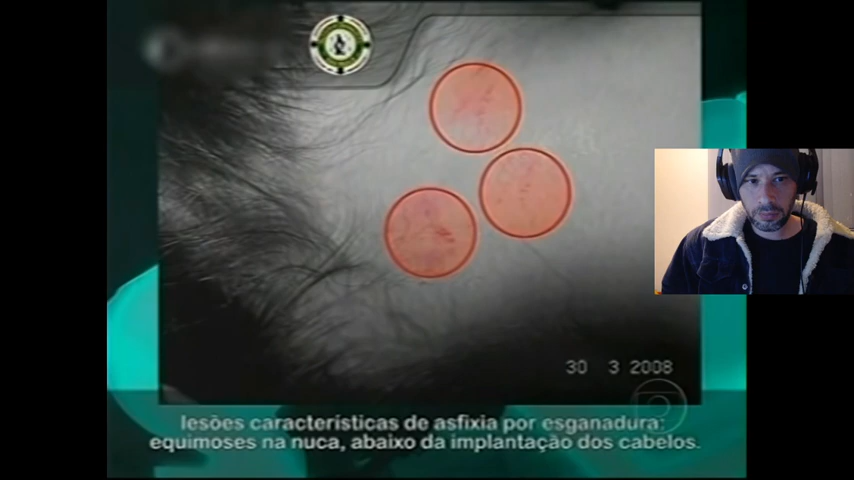 30 3 2008
lesões características de asfixia por esganadura:
equimoses na nuca, abaixo da implantação dos cabelos.